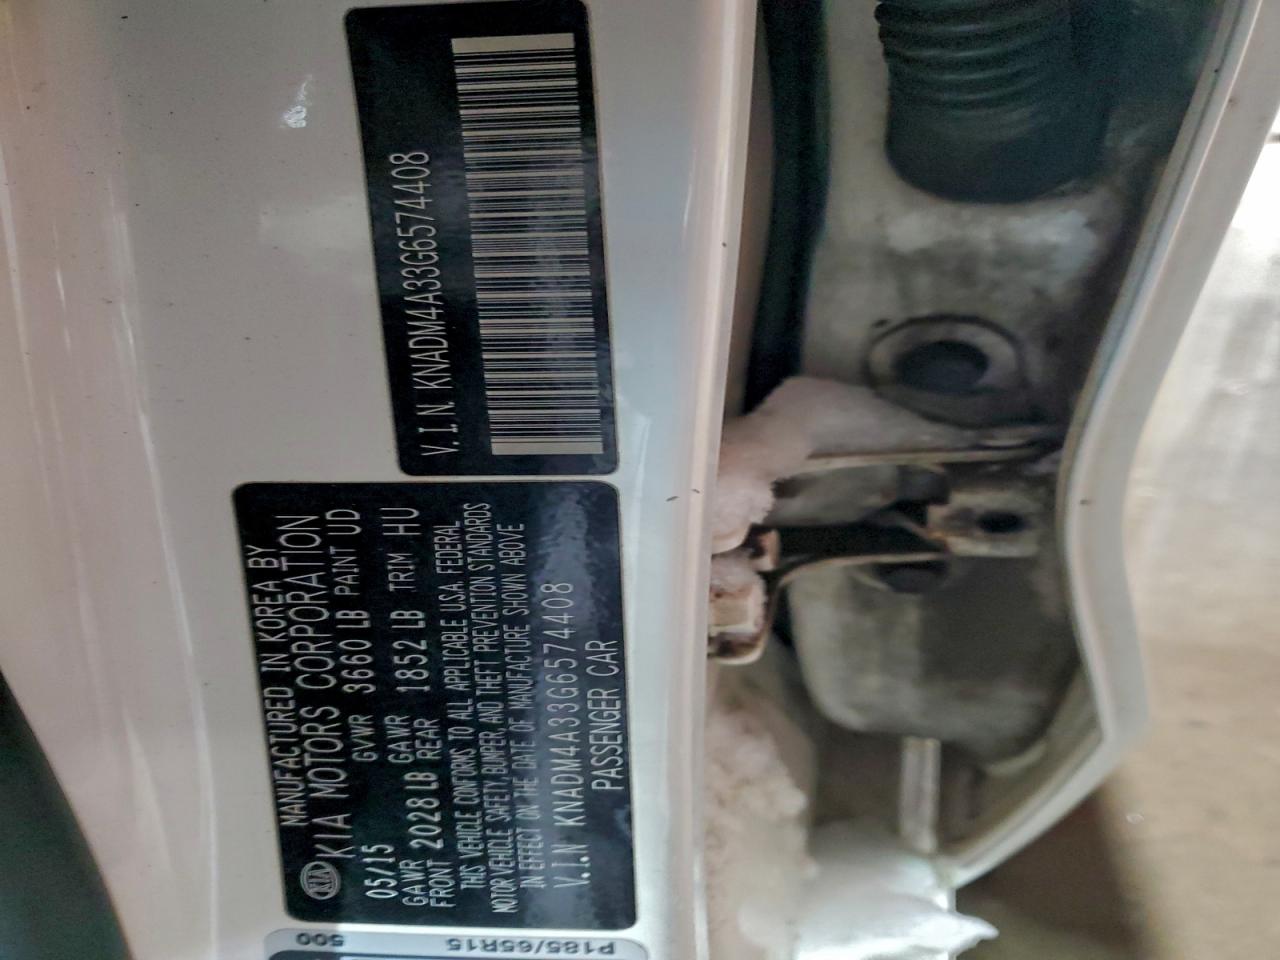 MANUFACTURED IN KOREA BY
KIA KIA MOTORS CORPORATION
05/15 GVWR 3660 LB PAINT UD
GAWR FRONT 2028 LB GAWR REAR 1852 LB TRIM HU
THIS VEHICLE CONFORMS TO ALL APPLICABLE U.S.A. FEDERAL
MOTOR VEHICLE SAFETY, BUMPER, AND THEFT PREVENTION STANDARDS
IN EFFECT ON THE DATE OF MANUFACTURE SHOWN ABOVE
V.I.N KNADM4A33G6574408
PASSENGER CAR
V.I.N. KNADM4A33G6574408
P185/65R15
500